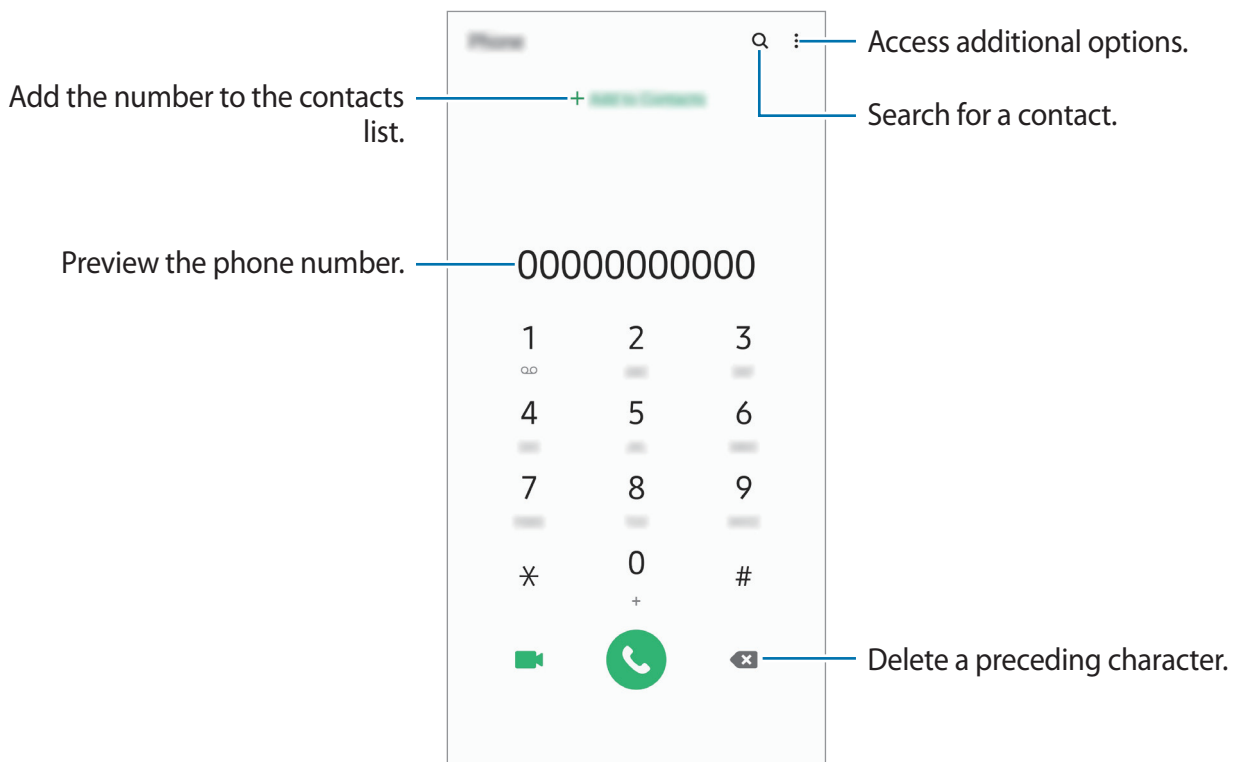 Access additional options.
Add the number to the contacts
list.
Search for a contact.
Preview the phone number.
00000000000
1 2 3
4 5 6
7 8 9
* 0 #
+
Delete a preceding character.